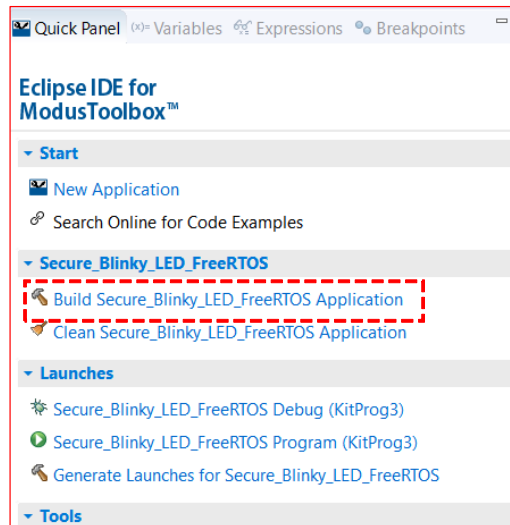 Quick Panel (x)= Variables Expressions Breakpoints
Eclipse IDE for
ModusToolbox™
Start
New Application
Search Online for Code Examples
Secure_Blinky_LED_FreeRTOS
Build Secure_Blinky_LED_FreeRTOS Application
Clean Secure_Blinky_LED_FreeRTOS Application
Launches
Secure_Blinky_LED_FreeRTOS Debug (KitProg3)
Secure_Blinky_LED_FreeRTOS Program (KitProg3)
Generate Launches for Secure_Blinky_LED_FreeRTOS
Tools